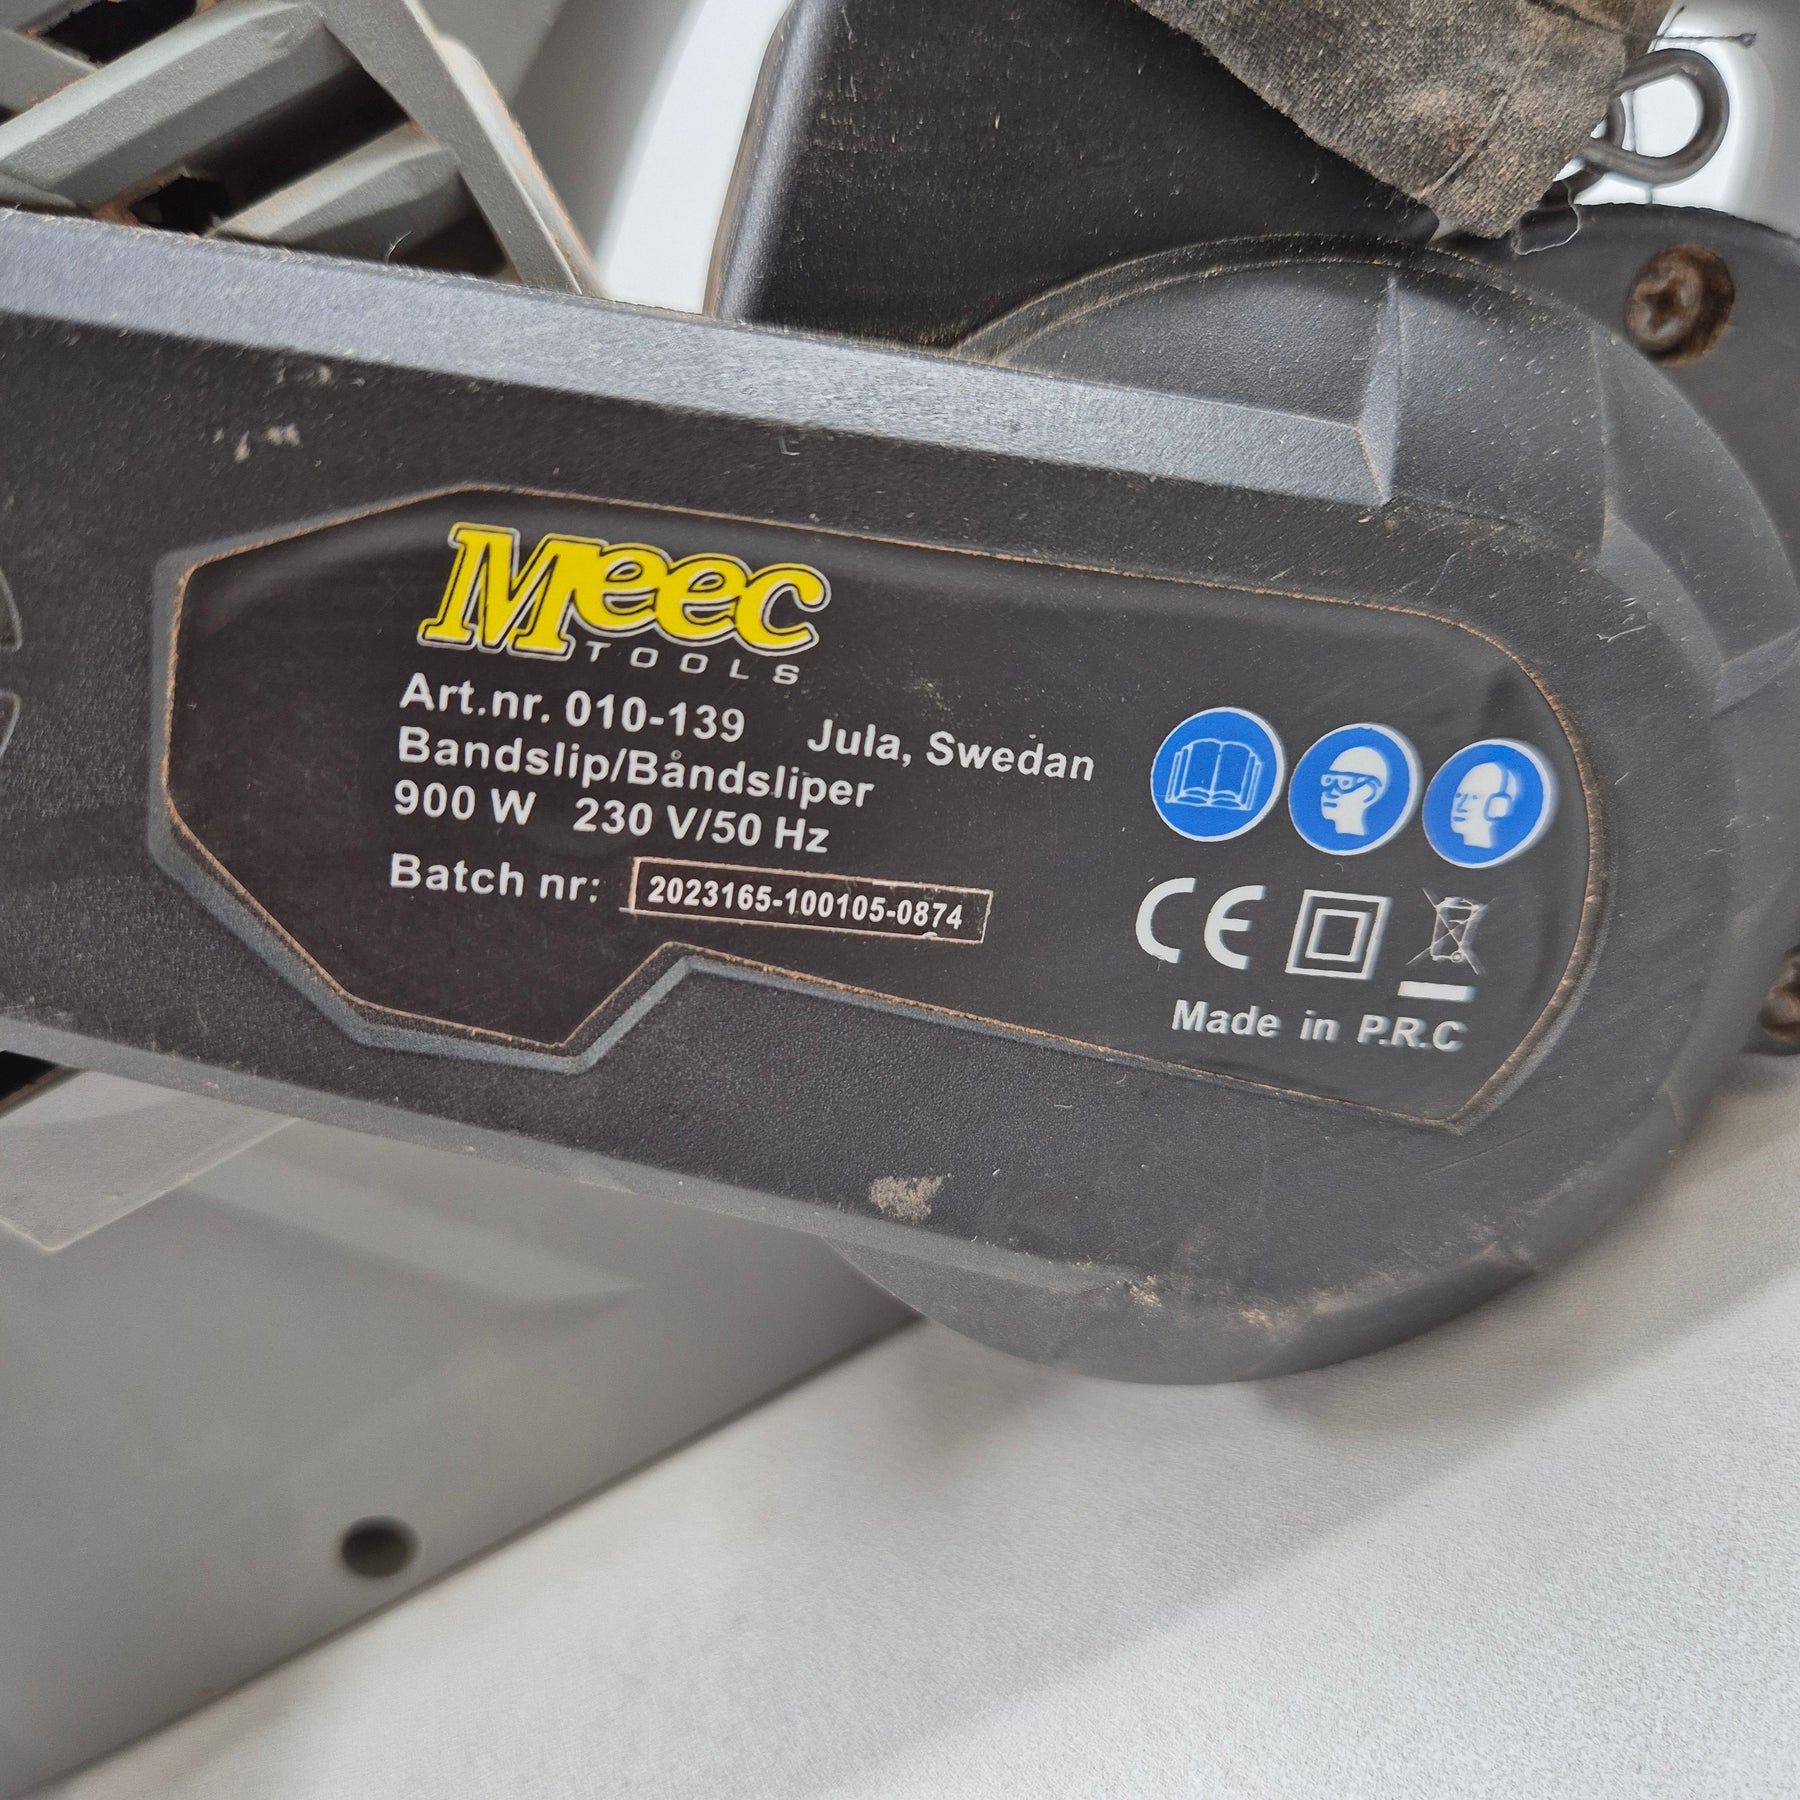 Meec
TOOLS
Art.nr. 010-139 Jula, Swedan
Bandslip/Båndsliper
900 W 230 V/50 Hz
Batch nr: 2023165-100105-0874
CE
Made in P.R.C